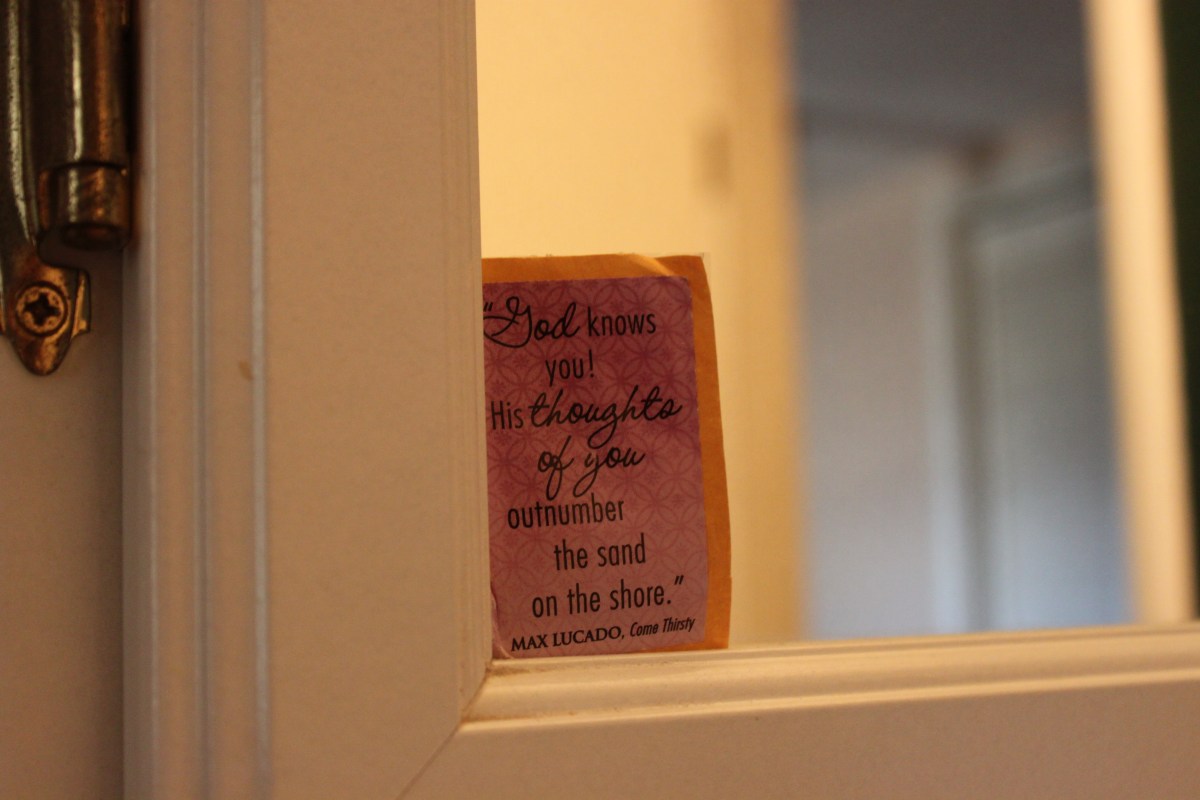 "God knows
you!
His thoughts
of you
outnumber
the sand
on the shore."
MAX LUCADO, Come Thirsty